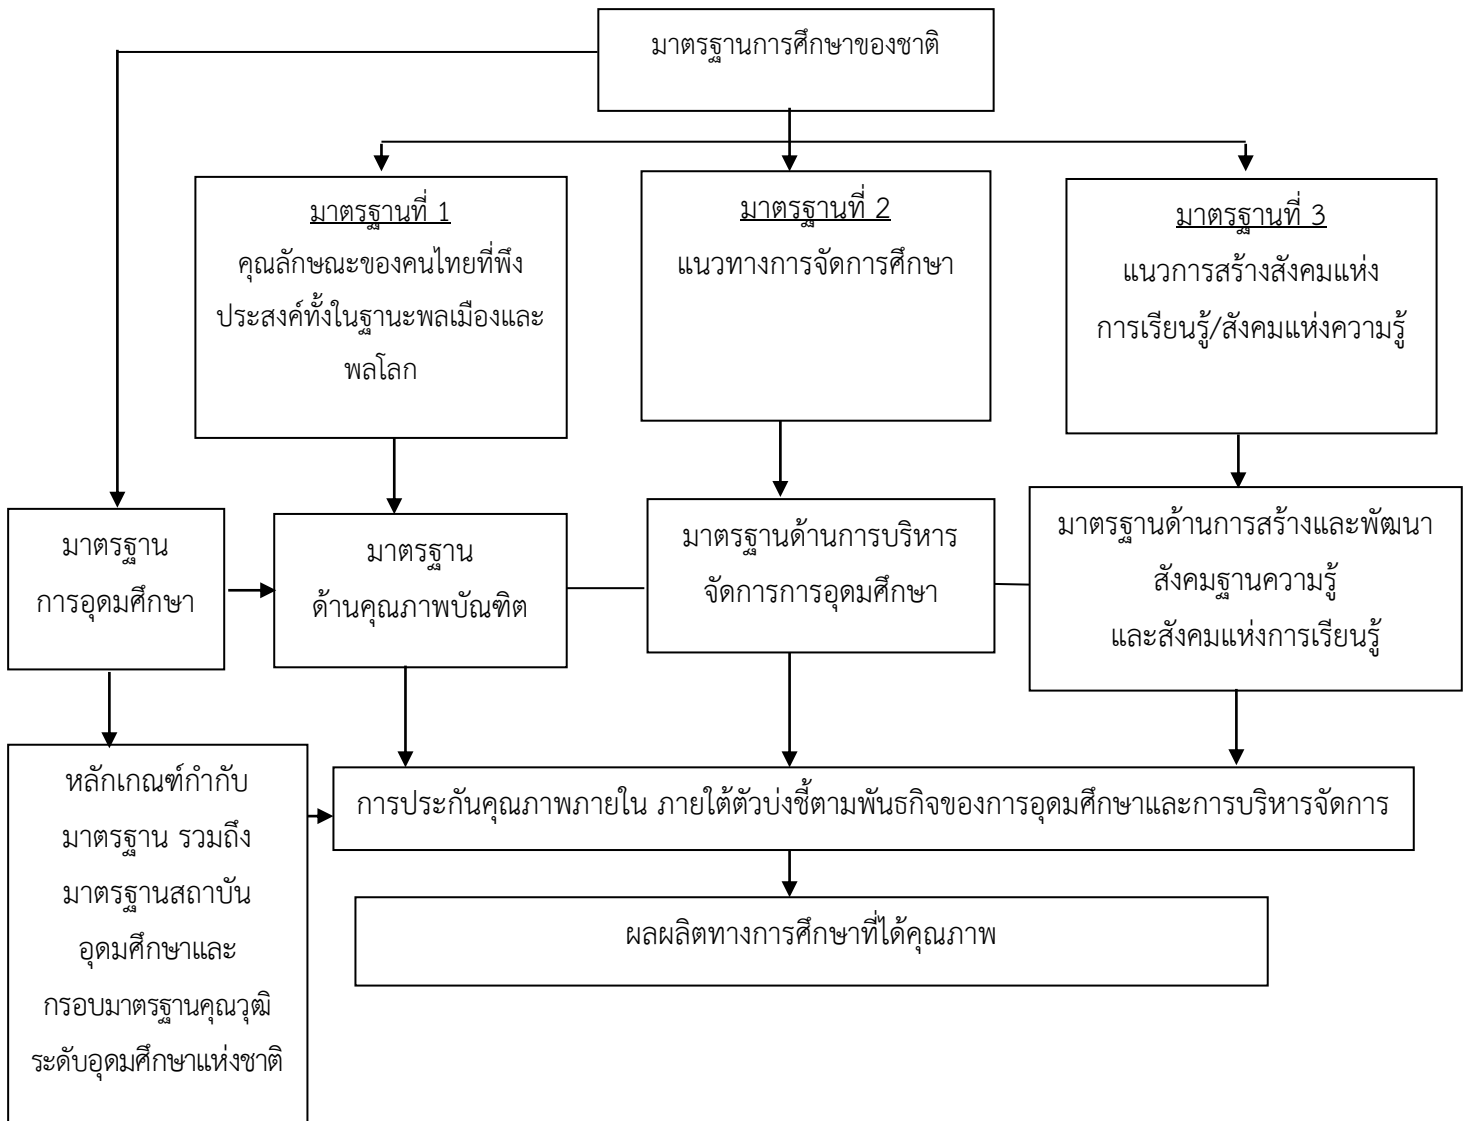 มาตรฐานการศึกษาของชาติ
มาตรฐานที่ 1
คุณลักษณะของคนไทยที่พึง
ประสงค์ทั้งในฐานะพลเมืองและ
พลโลก
มาตรฐานที่ 2
แนวทางการจัดการศึกษา
มาตรฐานที่ 3
แนวการสร้างสังคมแห่ง
การเรียนรู้/สังคมแห่งความรู้
มาตรฐาน
การอุดมศึกษา
มาตรฐาน
ด้านคุณภาพบัณฑิต
มาตรฐานด้านการบริหาร
จัดการการอุดมศึกษา
มาตรฐานด้านการสร้างและพัฒนา
สังคมฐานความรู้
และสังคมแห่งการเรียนรู้
หลักเกณฑ์กำกับ
มาตรฐาน รวมถึง
มาตรฐานสถาบัน
อุดมศึกษาและ
กรอบมาตรฐานคุณวุฒิ
ระดับอุดมศึกษาแห่งชาติ
การประกันคุณภาพภายใน ภายใต้ตัวบ่งชี้ตามพันธกิจของการอุดมศึกษาและการบริหารจัดการ
ผลผลิตทางการศึกษาที่ได้คุณภาพ